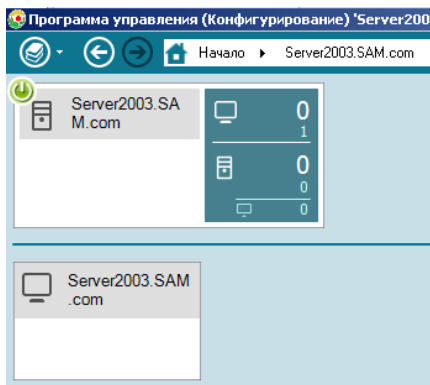 Программа управления (Конфигурирование) 'Server200
Начало Server2003.SAM.com
Server2003.SA
M.com
0
1
0
0
0
Server2003.SAM
.com